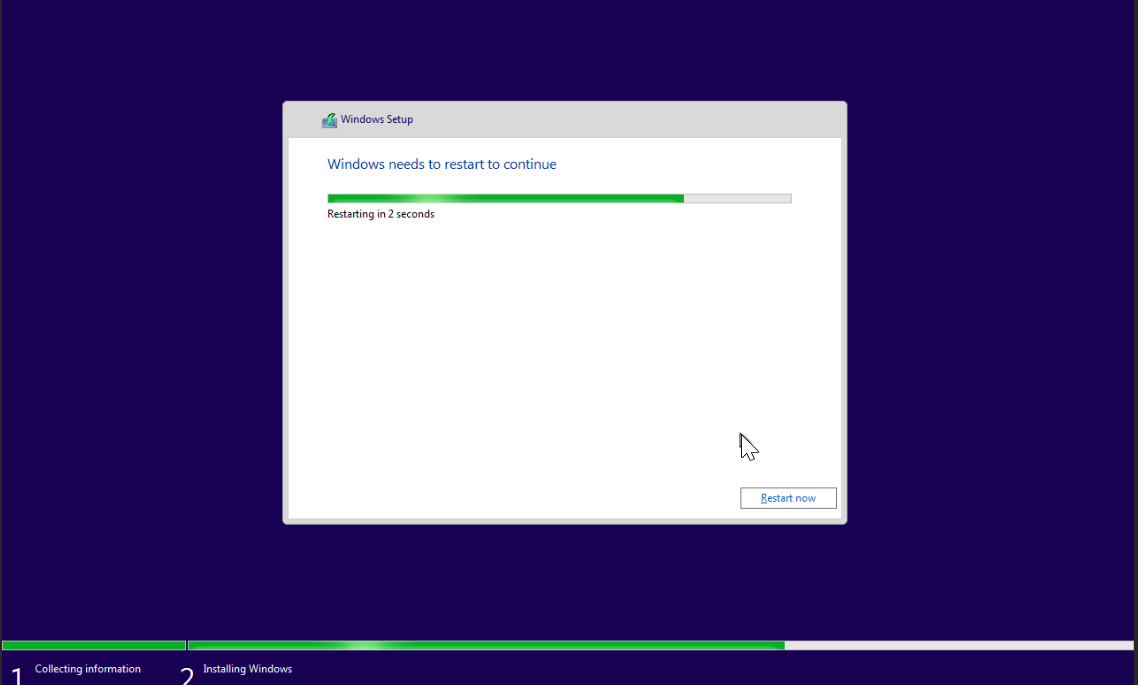 Windows Setup
Windows needs to restart to continue
Restarting in 2 seconds
Restart now
1 Collecting information
2 Installing Windows